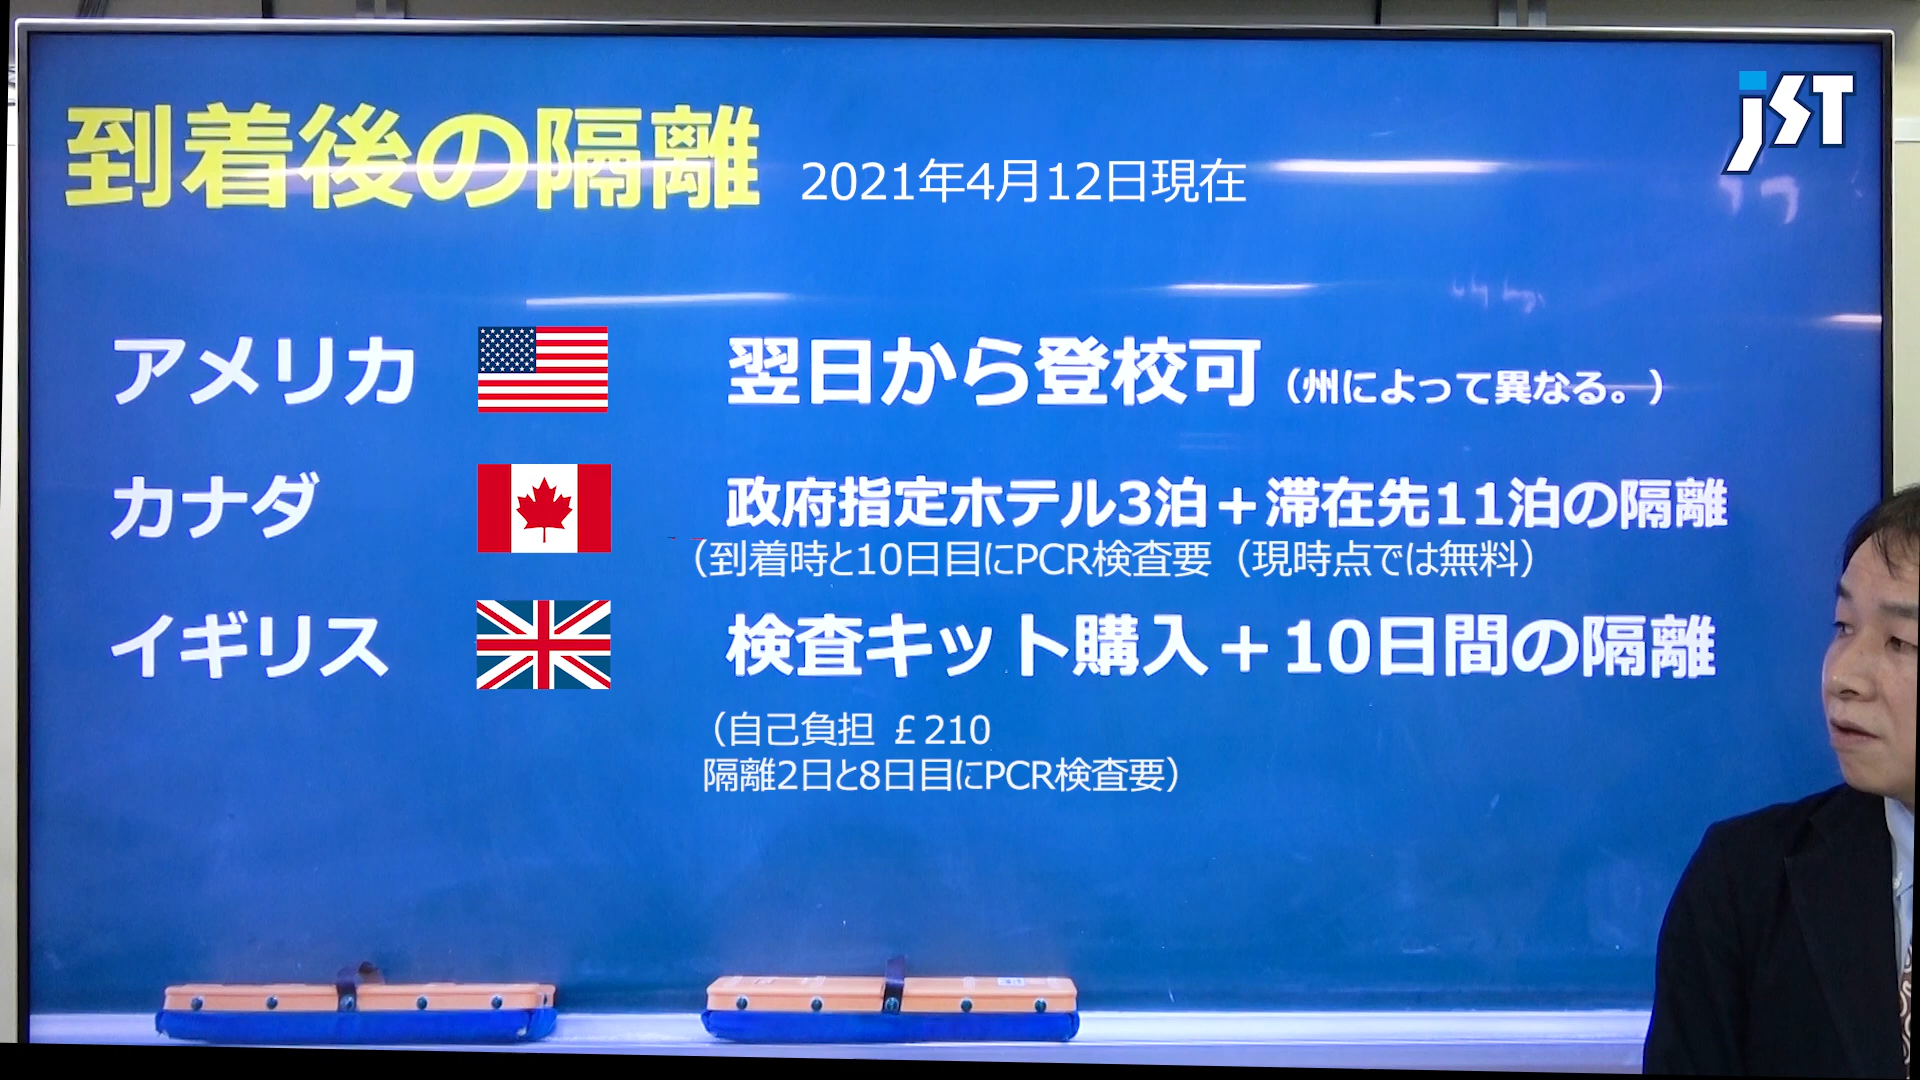 jST
到着後の隔離 2021年4月12日現在
アメリカ 翌日から登校可（州によって異なる。）
カナダ 政府指定ホテル3泊＋滞在先11泊の隔離
（到着時と10日目にPCR検査要（現時点では無料）
イギリス 検査キット購入＋10日間の隔離
（自己負担 £210
隔離2日と8日目にPCR検査要）